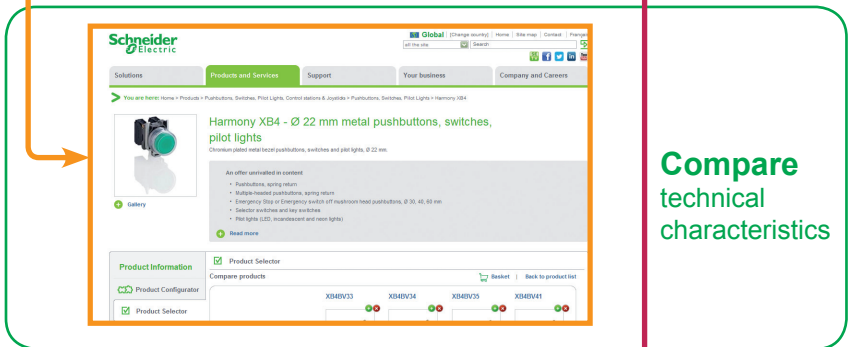 Schneider
Electric
Global | [Change country] | Home | Site map | Contact | Français
all the site Search
Solutions Products and Services Support Your business Company and Careers
You are here: Home > Products > Pushbuttons, Switches, Pilot Lights, Control stations & Joysticks > Pushbuttons, Switches, Pilot Lights > Harmony XB4
Harmony XB4 - Ø 22 mm metal pushbuttons, switches,
pilot lights
Chromium plated metal bezel pushbuttons, switches and pilot lights, Ø 22 mm.
An offer unrivalled in content
• Pushbuttons, spring return
• Multiple-headed pushbuttons, spring return
• Emergency Stop or Emergency switch off mushroom head pushbuttons, Ø 30, 40, 60 mm
• Selector switches and key switches
• Pilot lights (LED, incandescent and neon lights)
Gallery
Read more
Product Information
Product Configurator
Product Selector
Product Selector
Compare products Basket | Back to product list
XB4BV33 XB4BV34 XB4BV35 XB4BV41
Compare
technical
characteristics